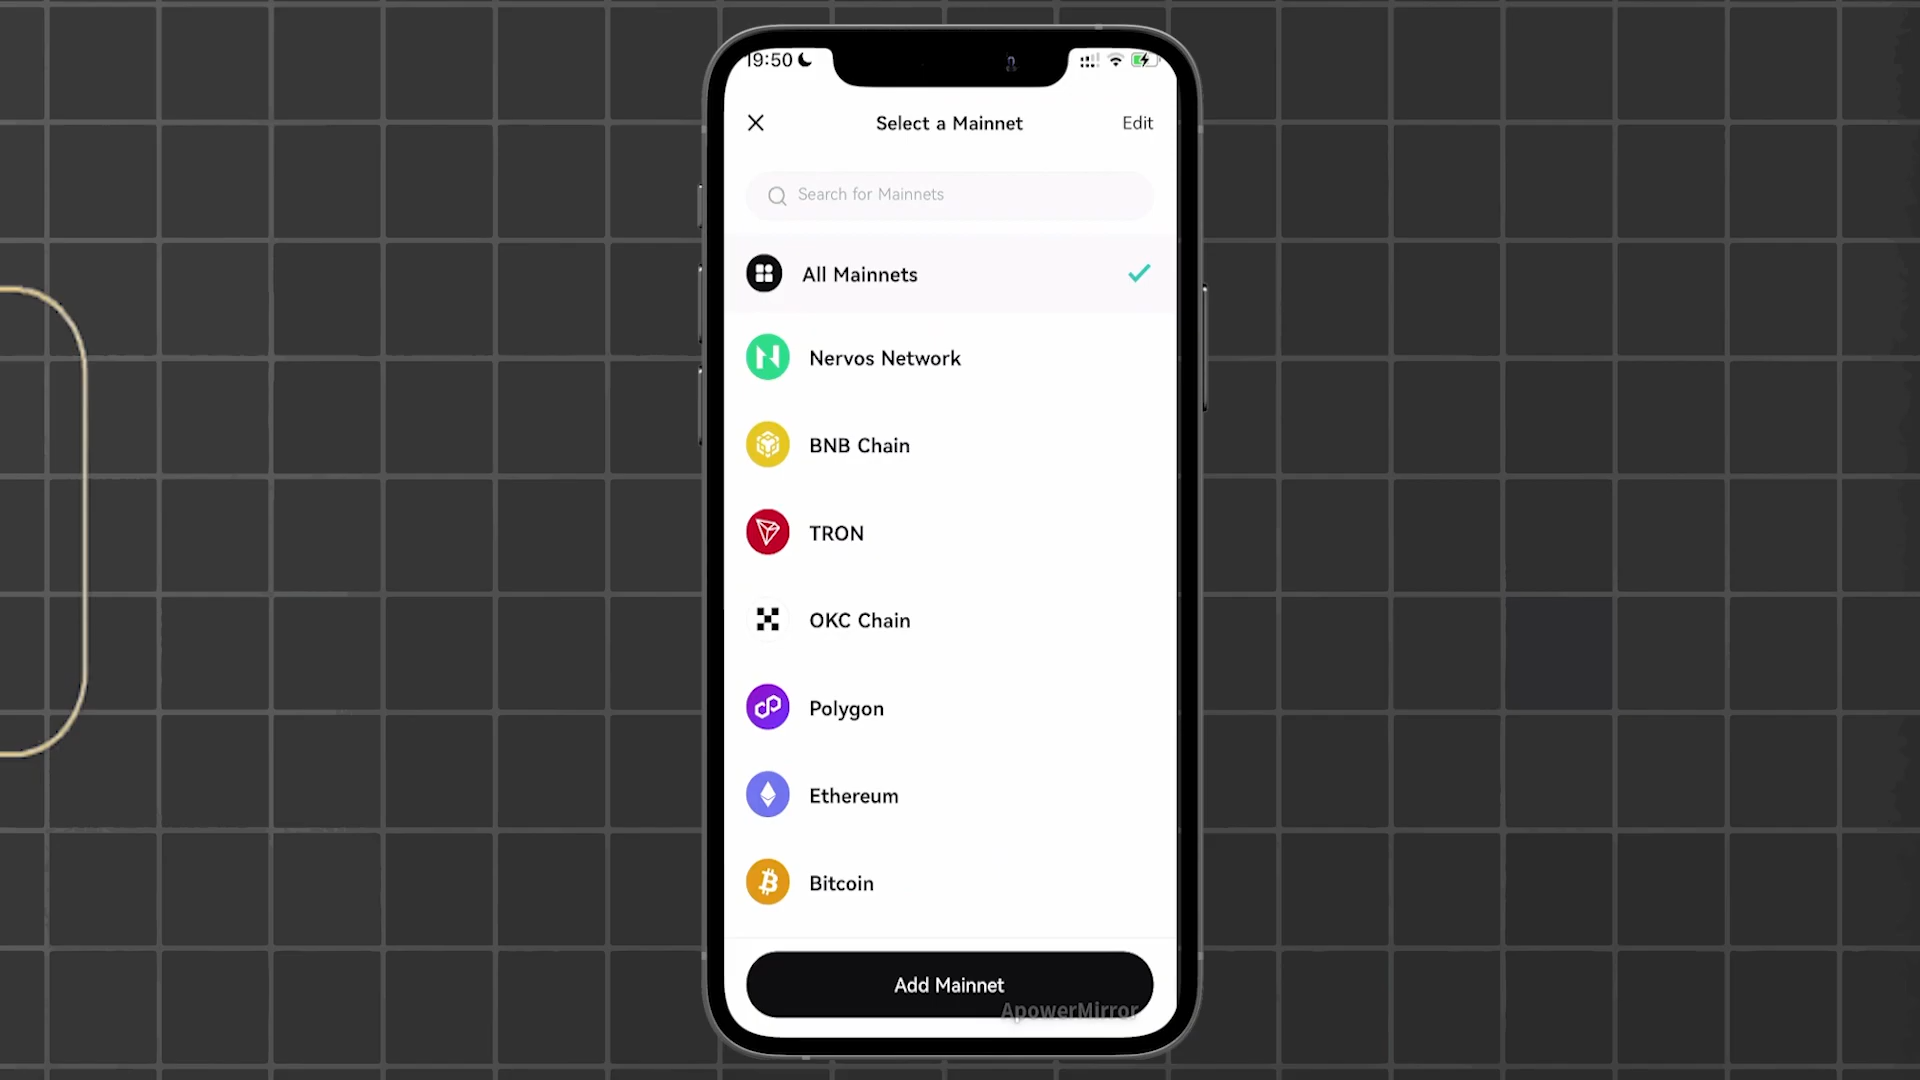 19:50
Select a Mainnet
Edit
Search for Mainnets
All Mainnets
Nervos Network
BNB Chain
TRON
OKC Chain
Polygon
Ethereum
Bitcoin
Add Mainnet
ApowerMirror